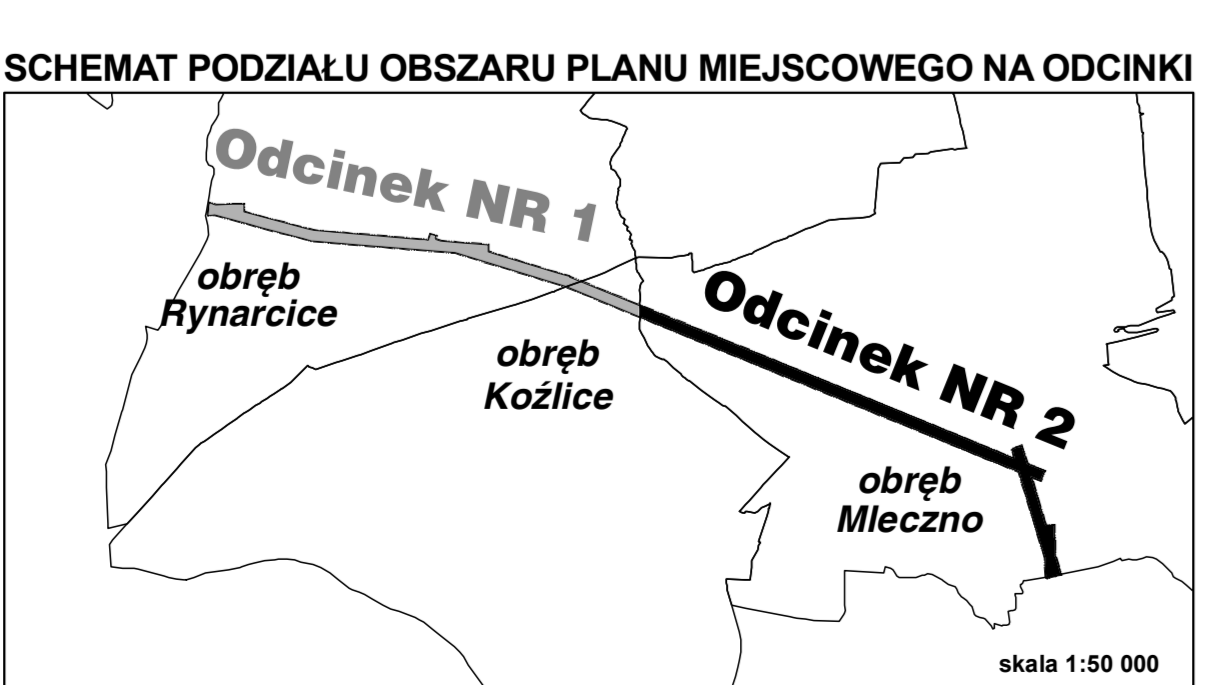 SCHEMAT PODZIAŁU OBSZARU PLANU MIEJSCOWEGO NA ODCINKI
Odcinek NR 1
obręb
Rynarcice
Odcinek NR 2
obręb
Koźlice
obręb
Mleczno
skala 1:50 000